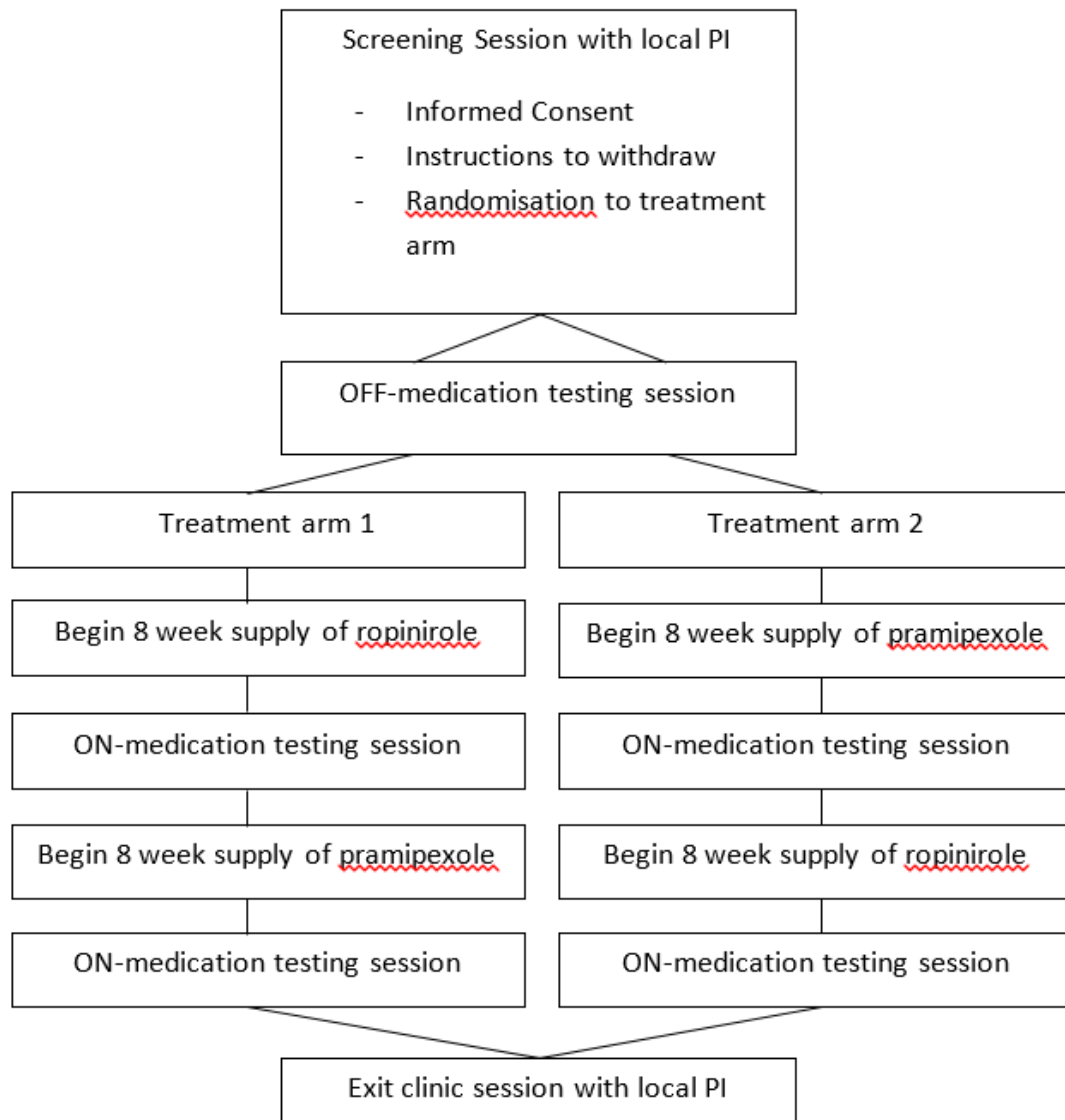 Screening Session with local PI
- Informed Consent
- Instructions to withdraw
- Randomisation to treatment
arm
OFF-medication testing session
Treatment arm 1
Treatment arm 2
Begin 8 week supply of ropinirole
Begin 8 week supply of pramipexole
ON-medication testing session
ON-medication testing session
Begin 8 week supply of pramipexole
Begin 8 week supply of ropinirole
ON-medication testing session
ON-medication testing session
Exit clinic session with local PI